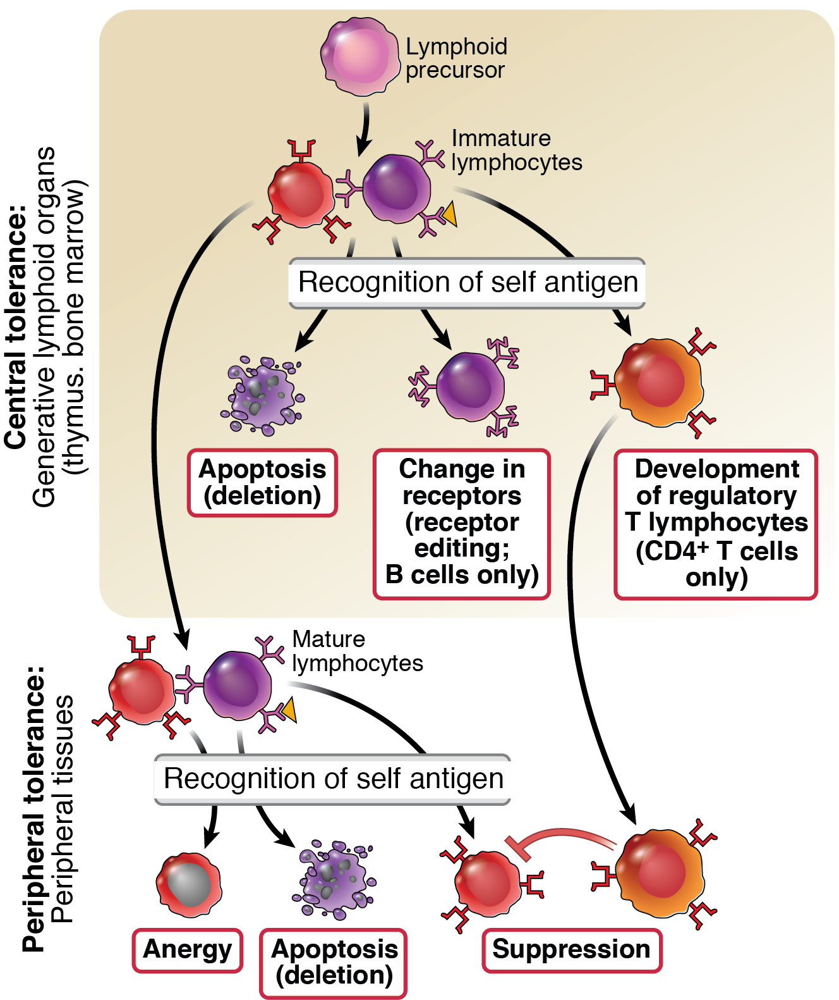 Lymphoid
precursor
Immature
lymphocytes
Central tolerance:
Generative lymphoid organs
(thymus. bone marrow)
Recognition of self antigen
Apoptosis
(deletion)
Change in
receptors
(receptor
editing;
B cells only)
Development
of regulatory
T lymphocytes
(CD4⁺ T cells
only)
Mature
lymphocytes
Peripheral tolerance:
Peripheral tissues
Recognition of self antigen
Anergy
Apoptosis
(deletion)
Suppression